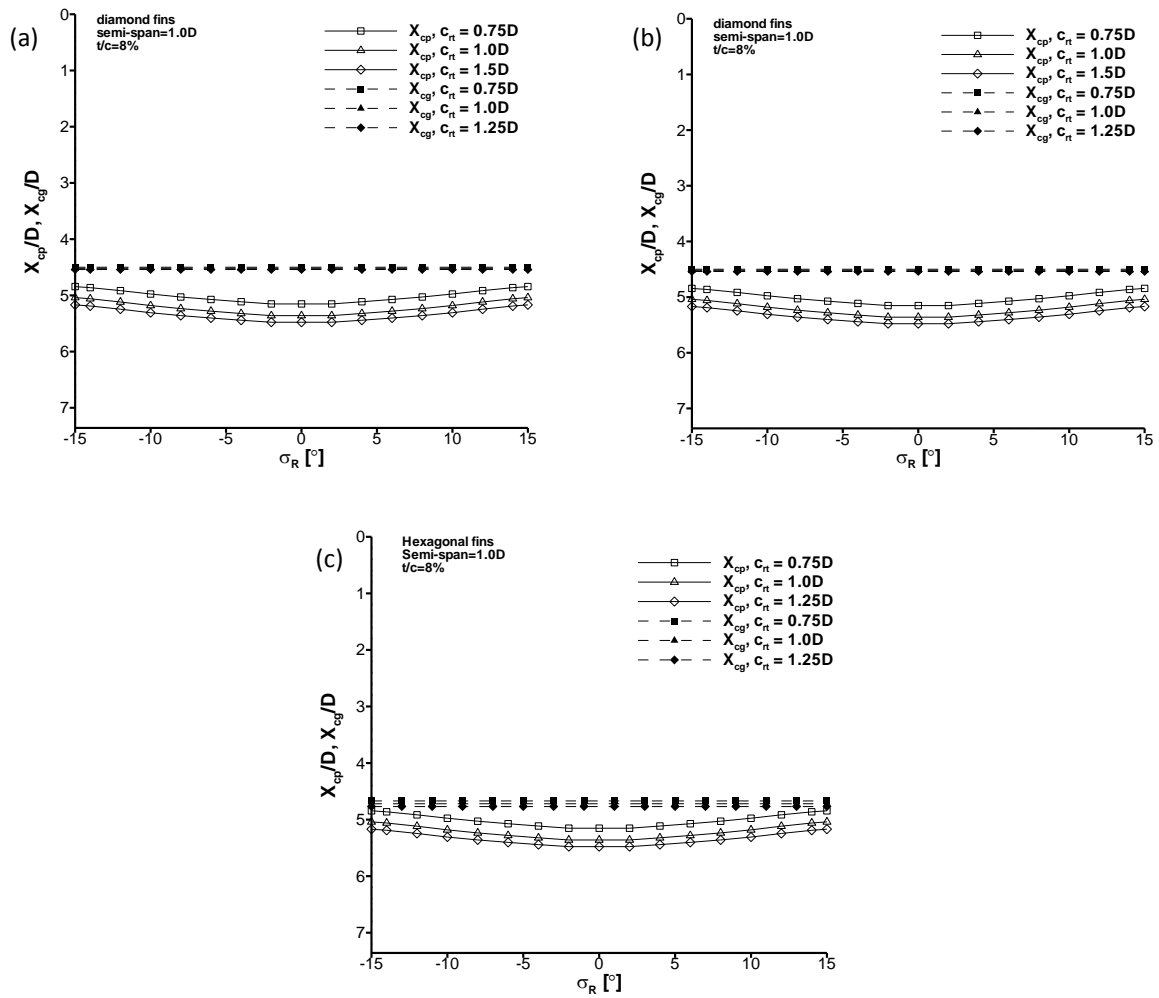 (a)
diamond fins
semi-span=1.0D
t/c=8%
X_cp, c_rt = 0.75D
X_cp, c_rt = 1.0D
X_cp, c_rt = 1.5D
X_cg, c_rt = 0.75D
X_cg, c_rt = 1.0D
X_cg, c_rt = 1.25D
X_cp/D, X_cg/D
0
1
2
3
4
5
6
7
-15 -10 -5 0 5 10 15
σ_R [°]
(b)
diamond fins
semi-span=1.0D
t/c=8%
X_cp, c_rt = 0.75D
X_cp, c_rt = 1.0D
X_cp, c_rt = 1.5D
X_cg, c_rt = 0.75D
X_cg, c_rt = 1.0D
X_cg, c_rt = 1.25D
X_cp/D, X_cg/D
0
1
2
3
4
5
6
7
-15 -10 -5 0 5 10 15
σ_R [°]
(c)
Hexagonal fins
Semi-span=1.0D
t/c=8%
X_cp, c_rt = 0.75D
X_cp, c_rt = 1.0D
X_cp, c_rt = 1.25D
X_cg, c_rt = 0.75D
X_cg, c_rt = 1.0D
X_cg, c_rt = 1.25D
X_cp/D, X_cg/D
0
1
2
3
4
5
6
7
-15 -10 -5 0 5 10 15
σ_R [°]